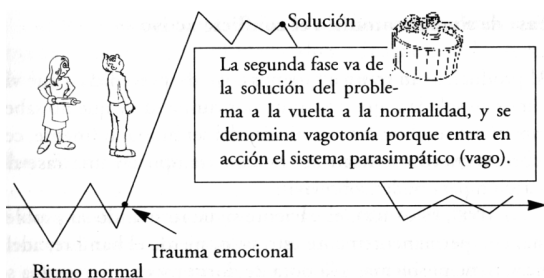 Solución
La segunda fase va de
la solución del proble-
ma a la vuelta a la normalidad, y se
denomina vagotonía porque entra en
acción el sistema parasimpático (vago).
Trauma emocional
Ritmo normal